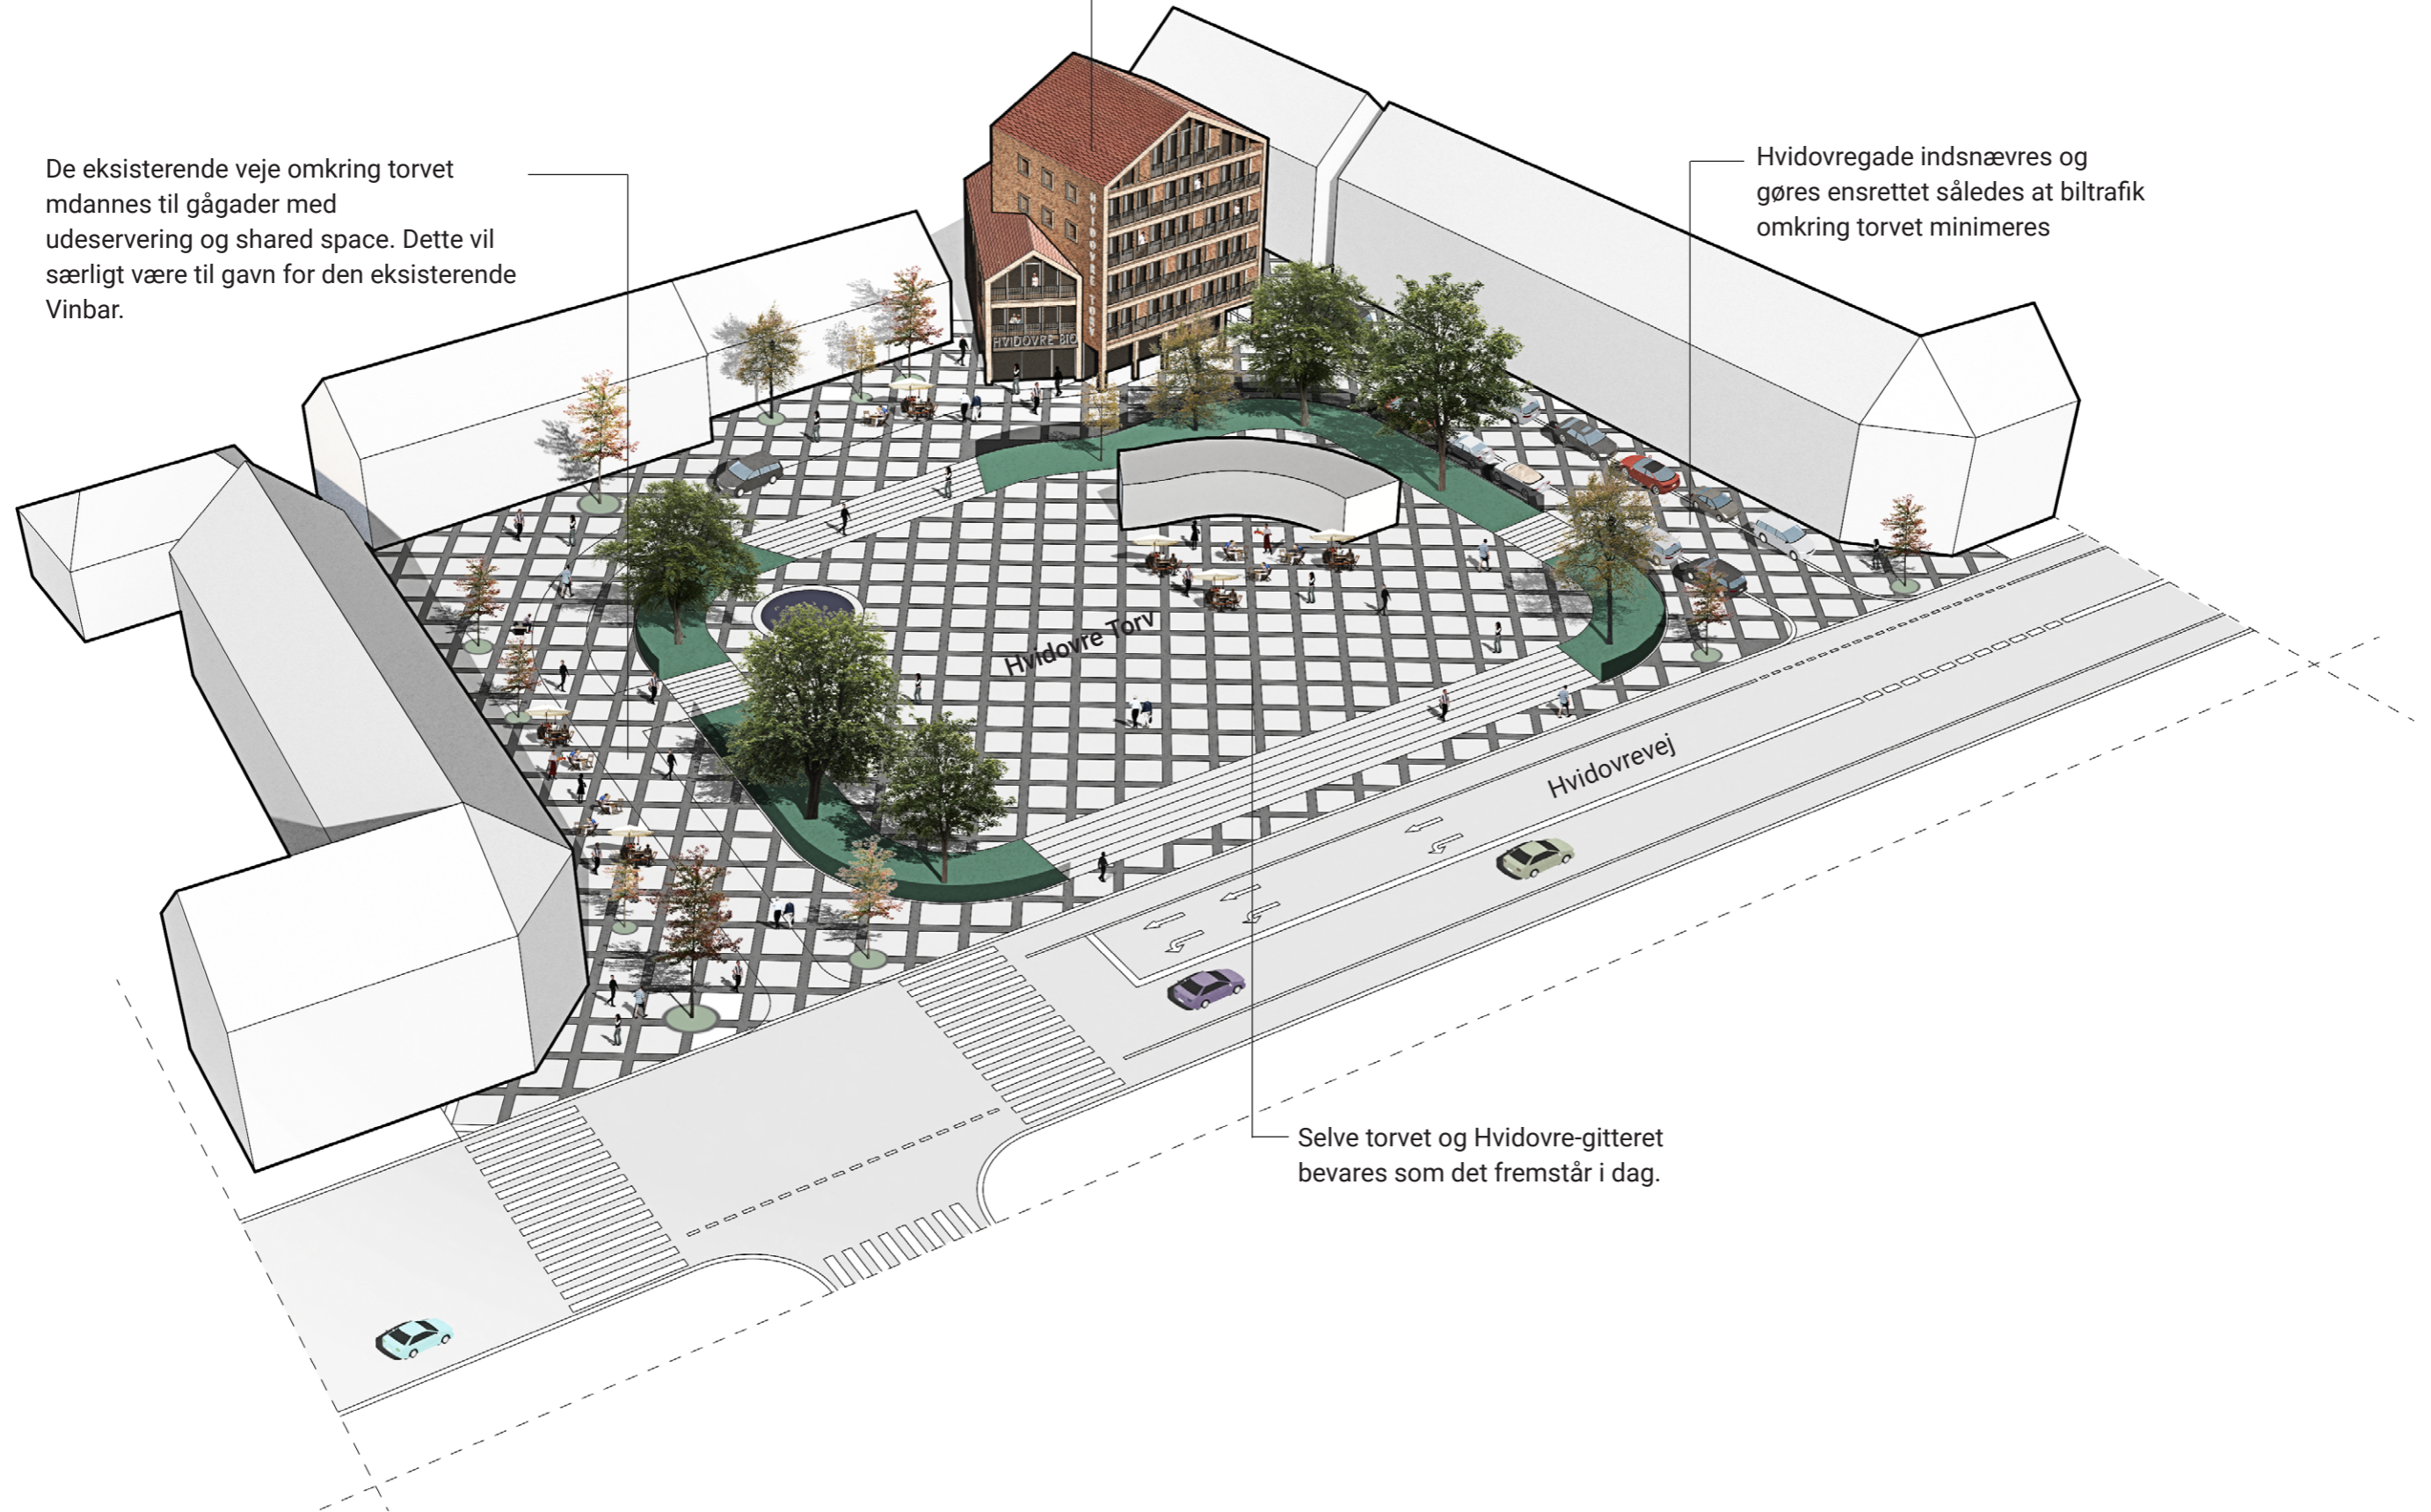 De eksisterende veje omkring torvet
mdannes til gågader med
udeservering og shared space. Dette vil
særligt være til gavn for den eksisterende
Vinbar.
Hvidovregade indsnævres og
gøres ensrettet således at biltrafik
omkring torvet minimeres
HVIDOVRE TORV
HVIDOVRE BIO
Hvidovre Torv
Hvidovrevej
Selve torvet og Hvidovre-gitteret
bevares som det fremstår i dag.